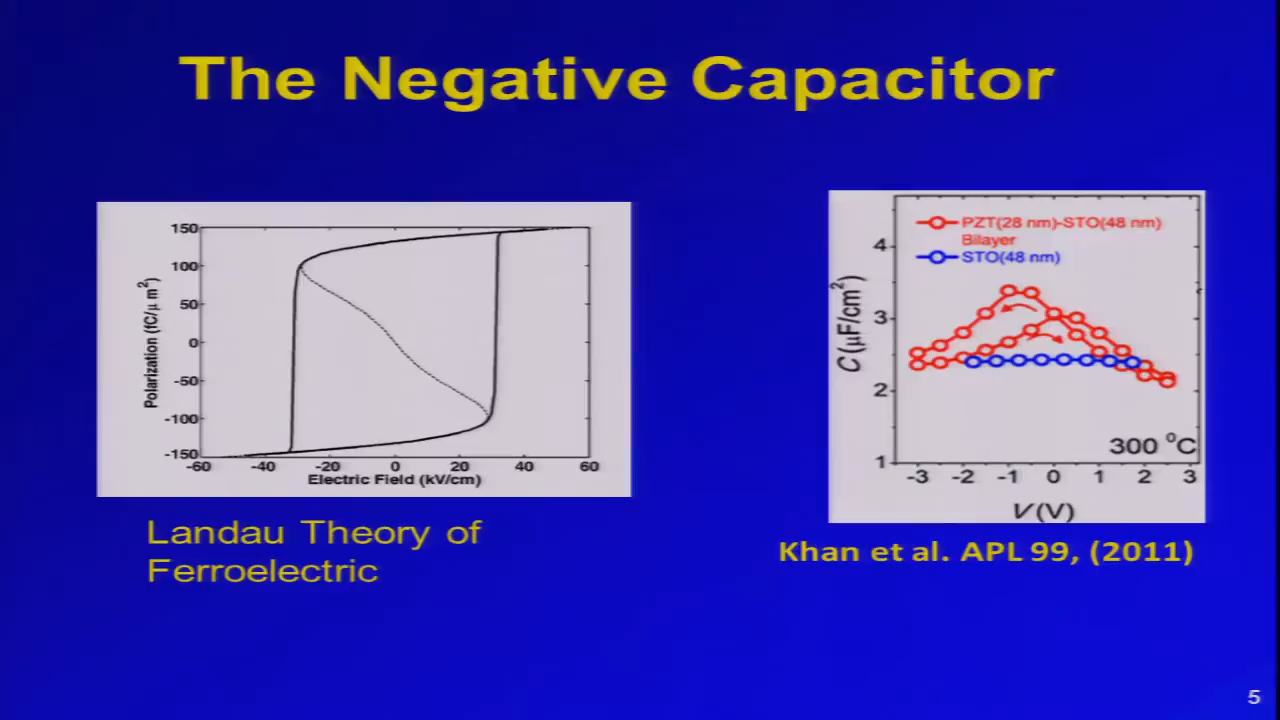 The Negative Capacitor
150
100
50
0
-50
-100
-150
-60 -40 -20 0 20 40 60
Polarization (fC/μ m²)
Electric Field (kV/cm)
Landau Theory of
Ferroelectric
PZT(28 nm)-STO(48 nm)
Bilayer
STO(48 nm)
4
3
2
1
C (μF/cm²)
300 °C
-3 -2 -1 0 1 2 3
V (V)
Khan et al. APL 99, (2011)
5